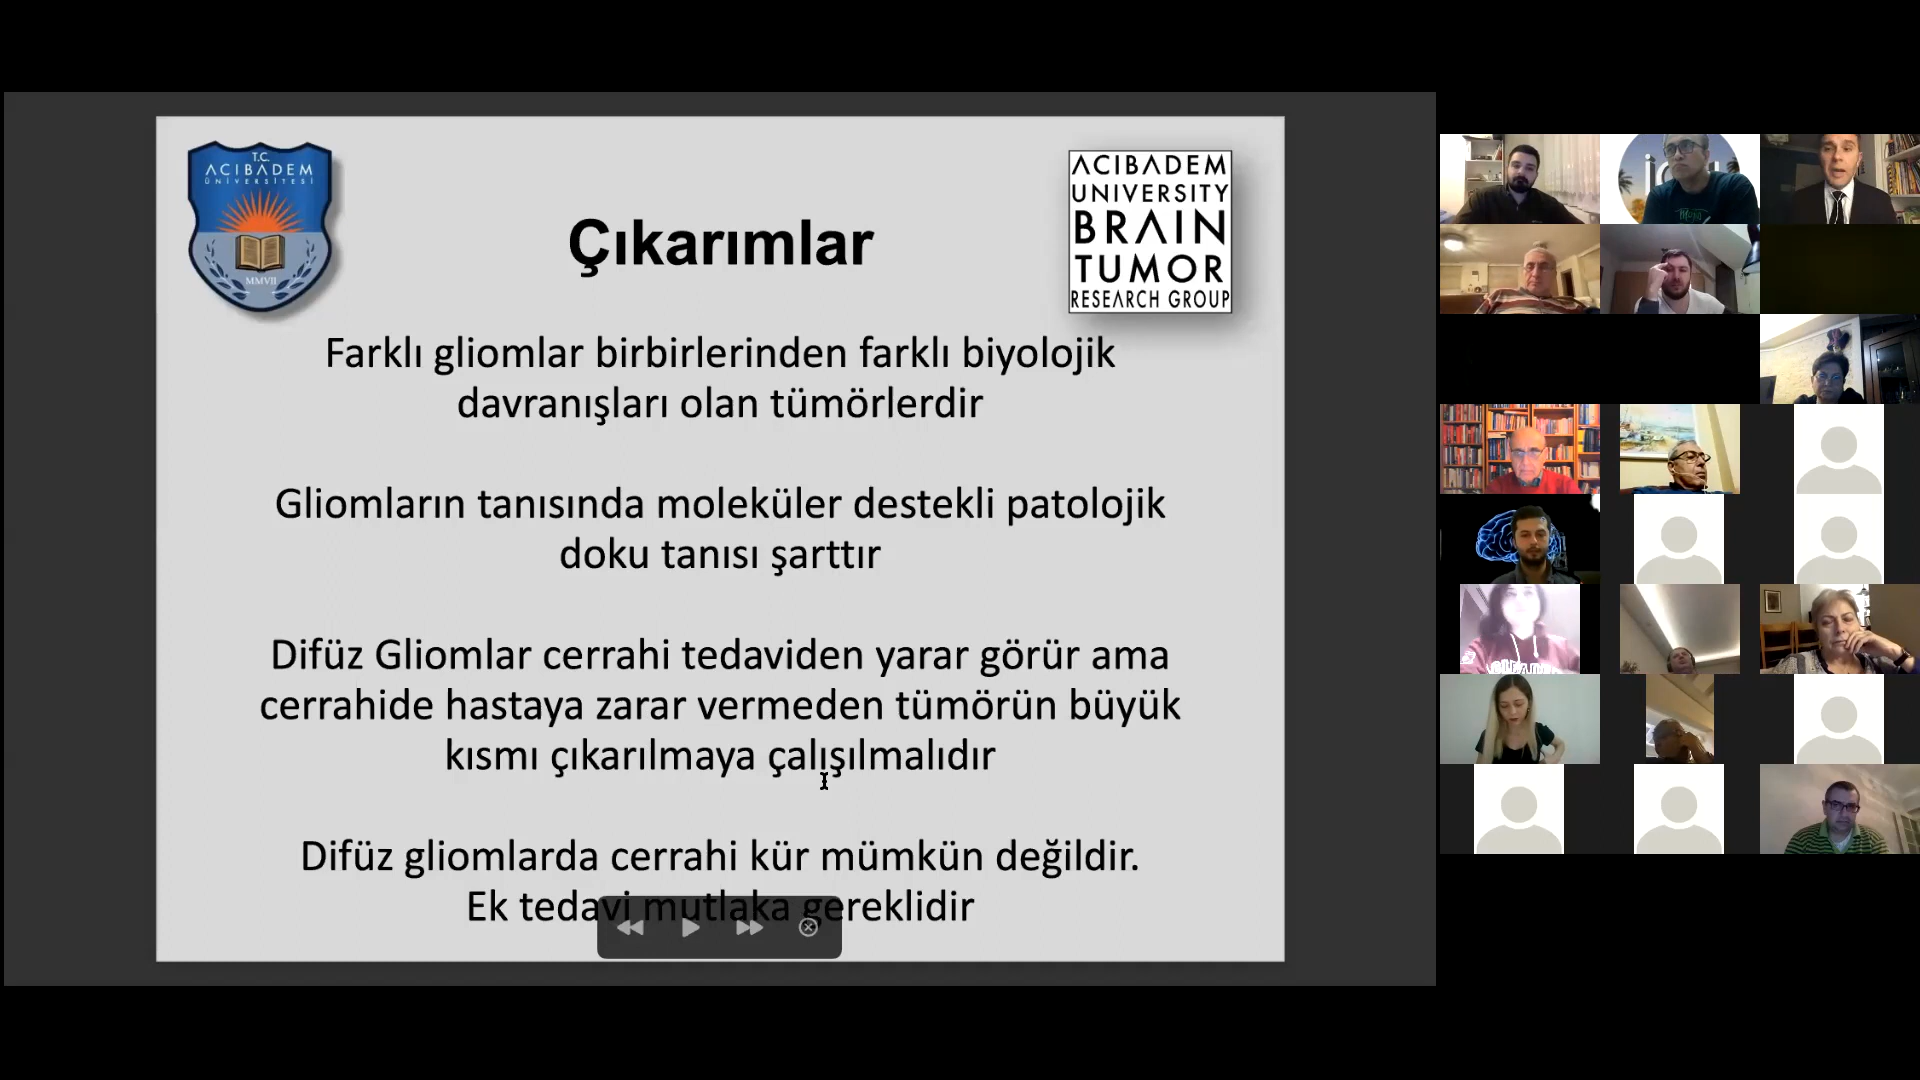 T.C.
ACIBADEM
ÜNİVERSİTESİ
MMVII
ACIBADEM
UNIVERSITY
BRAIN
TUMOR
RESEARCH GROUP
Çıkarımlar
Farklı gliomlar birbirlerinden farklı biyolojik
davranışları olan tümörlerdir
Gliomların tanısında moleküler destekli patolojik
doku tanısı şarttır
Difüz Gliomlar cerrahi tedaviden yarar görür ama
cerrahide hastaya zarar vermeden tümörün büyük
kısmı çıkarılmaya çalışılmalıdır
Difüz gliomlarda cerrahi kür mümkün değildir.
Ek tedavi mutlaka gereklidir